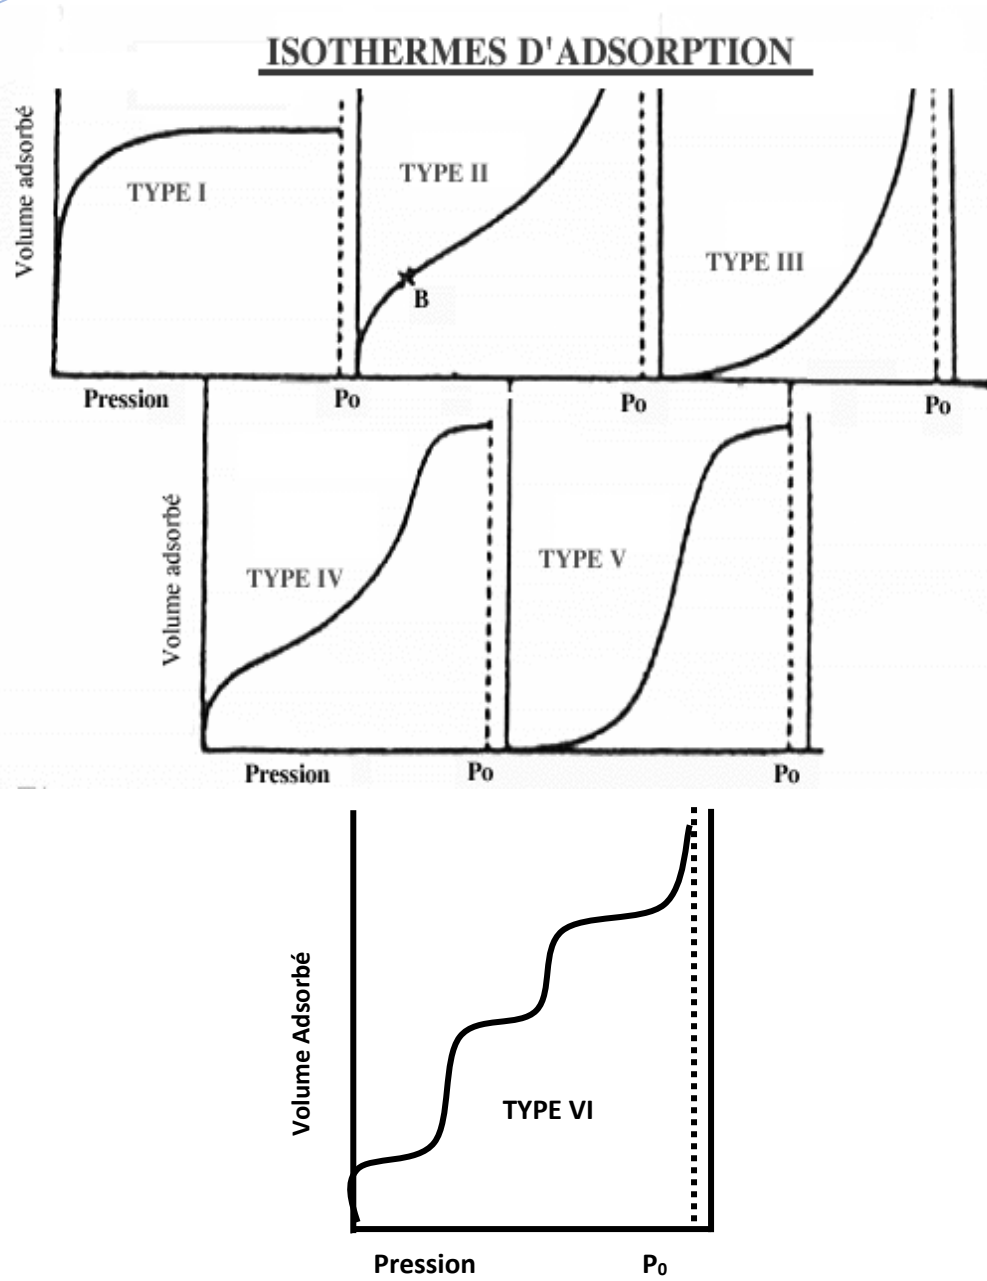 ISOTHERMES D'ADSORPTION
Volume adsorbé
TYPE I
TYPE II
B
TYPE III
Pression
Po
Po
Po
Volume adsorbé
TYPE IV
TYPE V
Pression
Po
Po
Volume Adsorbé
TYPE VI
Pression
P₀